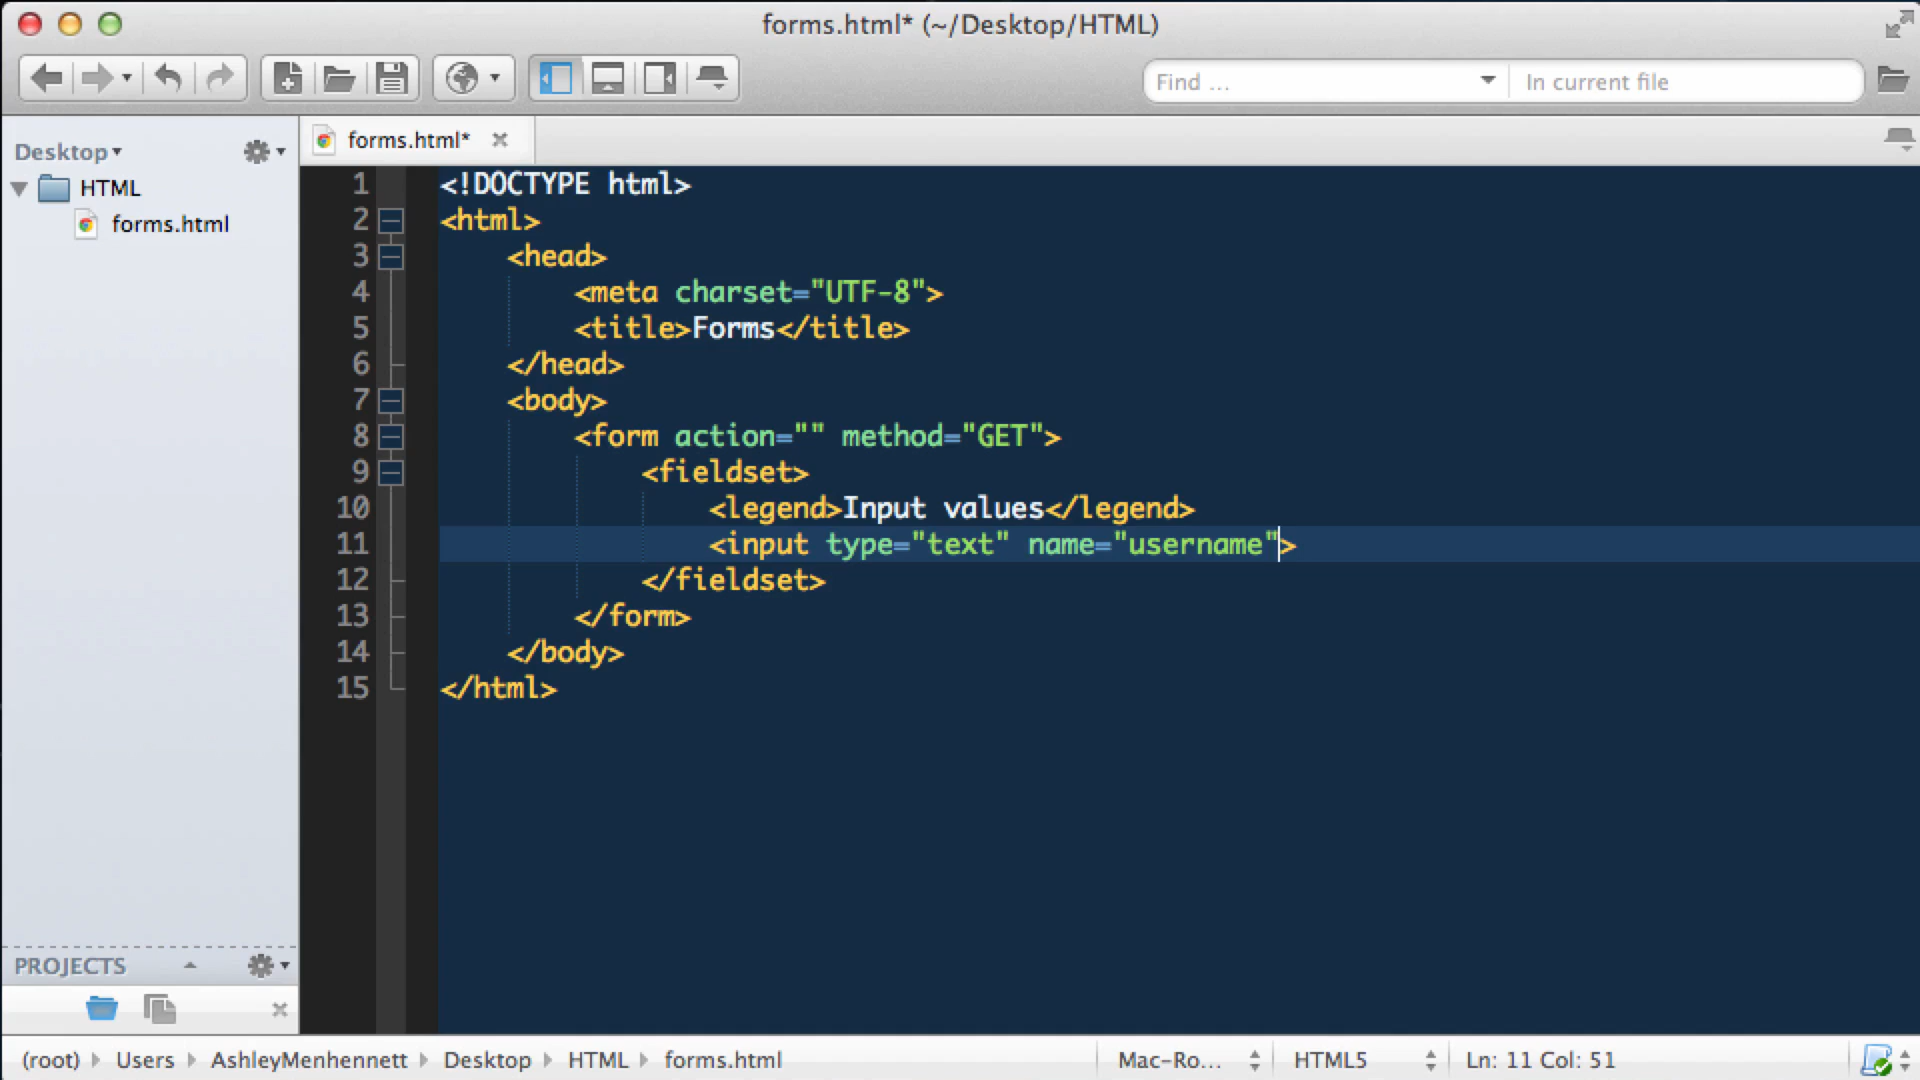 forms.html* (~/Desktop/HTML)
Find ...
In current file
Desktop
forms.html*
HTML
forms.html
1 <!DOCTYPE html>
2 <html>
3     <head>
4         <meta charset="UTF-8">
5         <title>Forms</title>
6     </head>
7     <body>
8         <form action="" method="GET">
9             <fieldset>
10                 <legend>Input values</legend>
11                 <input type="text" name="username">
12             </fieldset>
13         </form>
14     </body>
15 </html>
PROJECTS
(root) Users AshleyMenhennett Desktop HTML forms.html
Mac-Ro... HTML5 Ln: 11 Col: 51